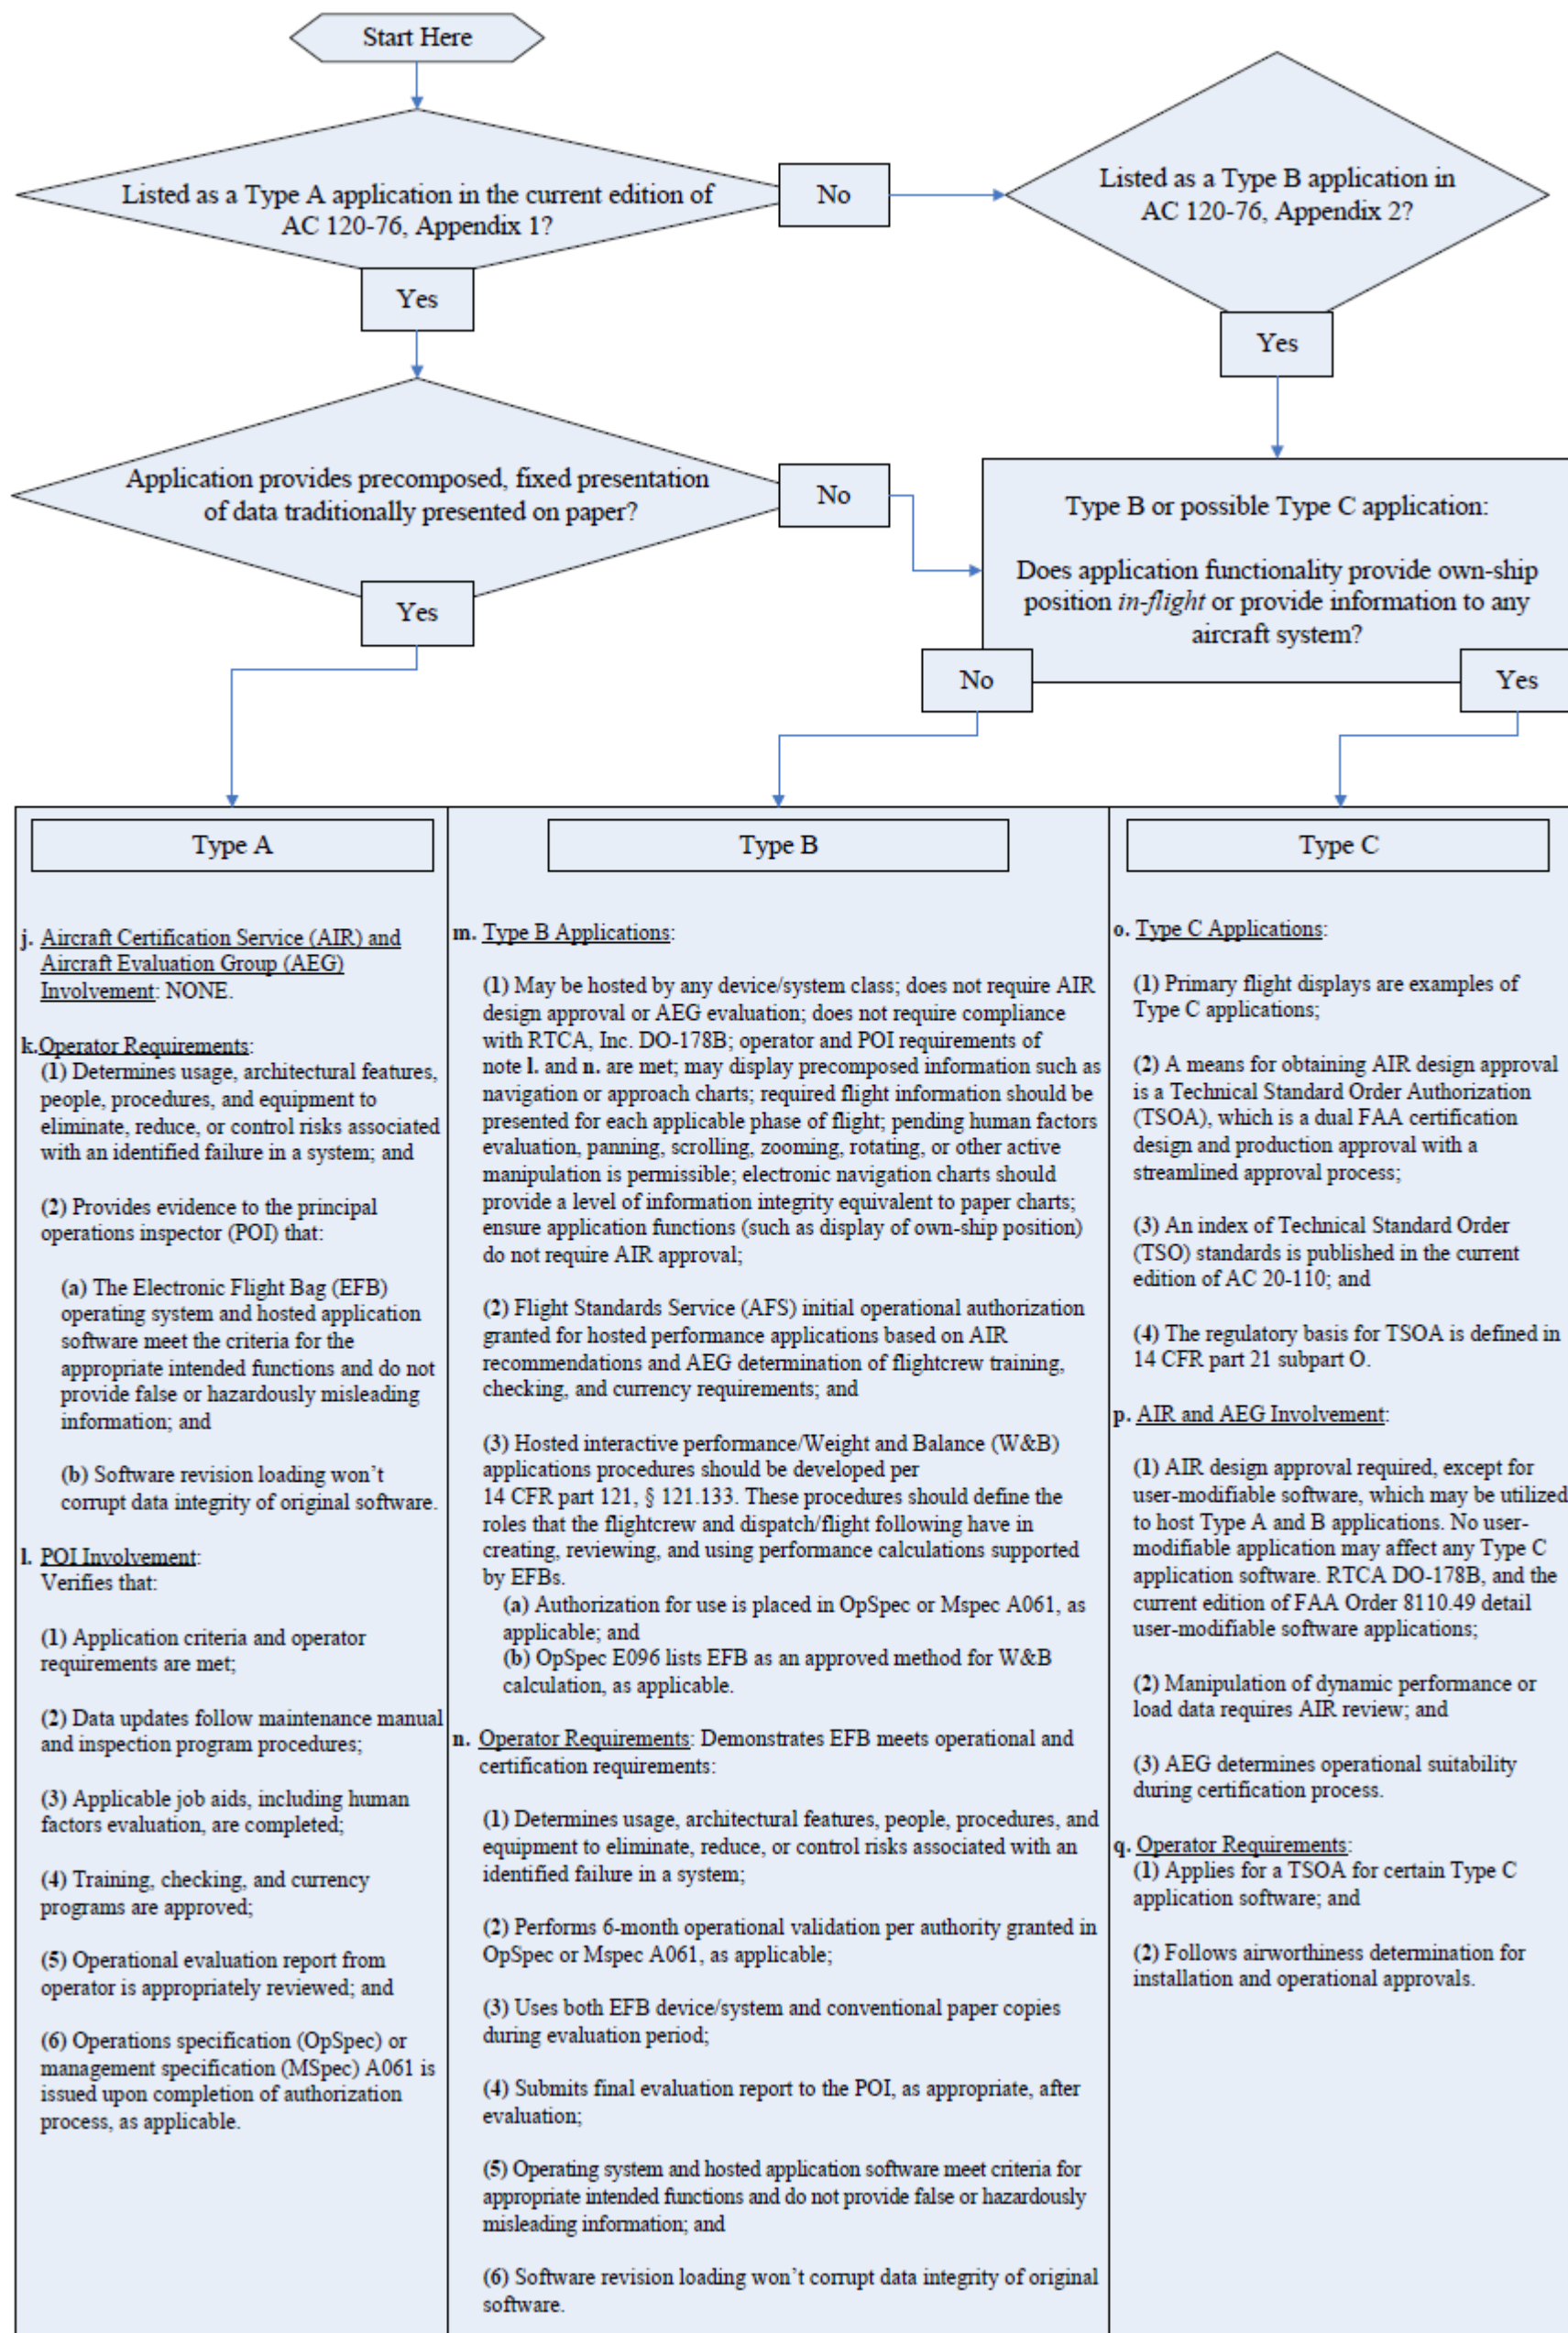 Start Here
Listed as a Type A application in the current edition of
AC 120-76, Appendix 1?
No
Listed as a Type B application in
AC 120-76, Appendix 2?
Yes
Yes
Application provides precomposed, fixed presentation
of data traditionally presented on paper?
No
Yes
Type B or possible Type C application:
Does application functionality provide own-ship
position in-flight or provide information to any
aircraft system?
No
Yes
Type A
j. Aircraft Certification Service (AIR) and
Aircraft Evaluation Group (AEG)
Involvement: NONE.
k.Operator Requirements:
(1) Determines usage, architectural features,
people, procedures, and equipment to
eliminate, reduce, or control risks associated
with an identified failure in a system; and
(2) Provides evidence to the principal
operations inspector (POI) that:
(a) The Electronic Flight Bag (EFB)
operating system and hosted application
software meet the criteria for the
appropriate intended functions and do not
provide false or hazardously misleading
information; and
(b) Software revision loading won't
corrupt data integrity of original software.
l. POI Involvement:
Verifies that:
(1) Application criteria and operator
requirements are met;
(2) Data updates follow maintenance manual
and inspection program procedures;
(3) Applicable job aids, including human
factors evaluation, are completed;
(4) Training, checking, and currency
programs are approved;
(5) Operational evaluation report from
operator is appropriately reviewed; and
(6) Operations specification (OpSpec) or
management specification (MSpec) A061 is
issued upon completion of authorization
process, as applicable.
Type B
m. Type B Applications:
(1) May be hosted by any device/system class; does not require AIR
design approval or AEG evaluation; does not require compliance
with RTCA, Inc. DO-178B; operator and POI requirements of
note l. and n. are met; may display precomposed information such as
navigation or approach charts; required flight information should be
presented for each applicable phase of flight; pending human factors
evaluation, panning, scrolling, zooming, rotating, or other active
manipulation is permissible; electronic navigation charts should
provide a level of information integrity equivalent to paper charts;
ensure application functions (such as display of own-ship position)
do not require AIR approval;
(2) Flight Standards Service (AFS) initial operational authorization
granted for hosted performance applications based on AIR
recommendations and AEG determination of flightcrew training,
checking, and currency requirements; and
(3) Hosted interactive performance/Weight and Balance (W&B)
applications procedures should be developed per
14 CFR part 121, § 121.133. These procedures should define the
roles that the flightcrew and dispatch/flight following have in
creating, reviewing, and using performance calculations supported
by EFBs.
(a) Authorization for use is placed in OpSpec or Mspec A061, as
applicable; and
(b) OpSpec E096 lists EFB as an approved method for W&B
calculation, as applicable.
n. Operator Requirements: Demonstrates EFB meets operational and
certification requirements:
(1) Determines usage, architectural features, people, procedures, and
equipment to eliminate, reduce, or control risks associated with an
identified failure in a system;
(2) Performs 6-month operational validation per authority granted in
OpSpec or Mspec A061, as applicable;
(3) Uses both EFB device/system and conventional paper copies
during evaluation period;
(4) Submits final evaluation report to the POI, as appropriate, after
evaluation;
(5) Operating system and hosted application software meet criteria for
appropriate intended functions and do not provide false or hazardously
misleading information; and
(6) Software revision loading won't corrupt data integrity of original
software.
Type C
o. Type C Applications:
(1) Primary flight displays are examples of
Type C applications;
(2) A means for obtaining AIR design approval
is a Technical Standard Order Authorization
(TSOA), which is a dual FAA certification
design and production approval with a
streamlined approval process;
(3) An index of Technical Standard Order
(TSO) standards is published in the current
edition of AC 20-110; and
(4) The regulatory basis for TSOA is defined in
14 CFR part 21 subpart O.
p. AIR and AEG Involvement:
(1) AIR design approval required, except for
user-modifiable software, which may be utilized
to host Type A and B applications. No user-
modifiable application may affect any Type C
application software. RTCA DO-178B, and the
current edition of FAA Order 8110.49 detail
user-modifiable software applications;
(2) Manipulation of dynamic performance or
load data requires AIR review; and
(3) AEG determines operational suitability
during certification process.
q. Operator Requirements:
(1) Applies for a TSOA for certain Type C
application software; and
(2) Follows airworthiness determination for
installation and operational approvals.